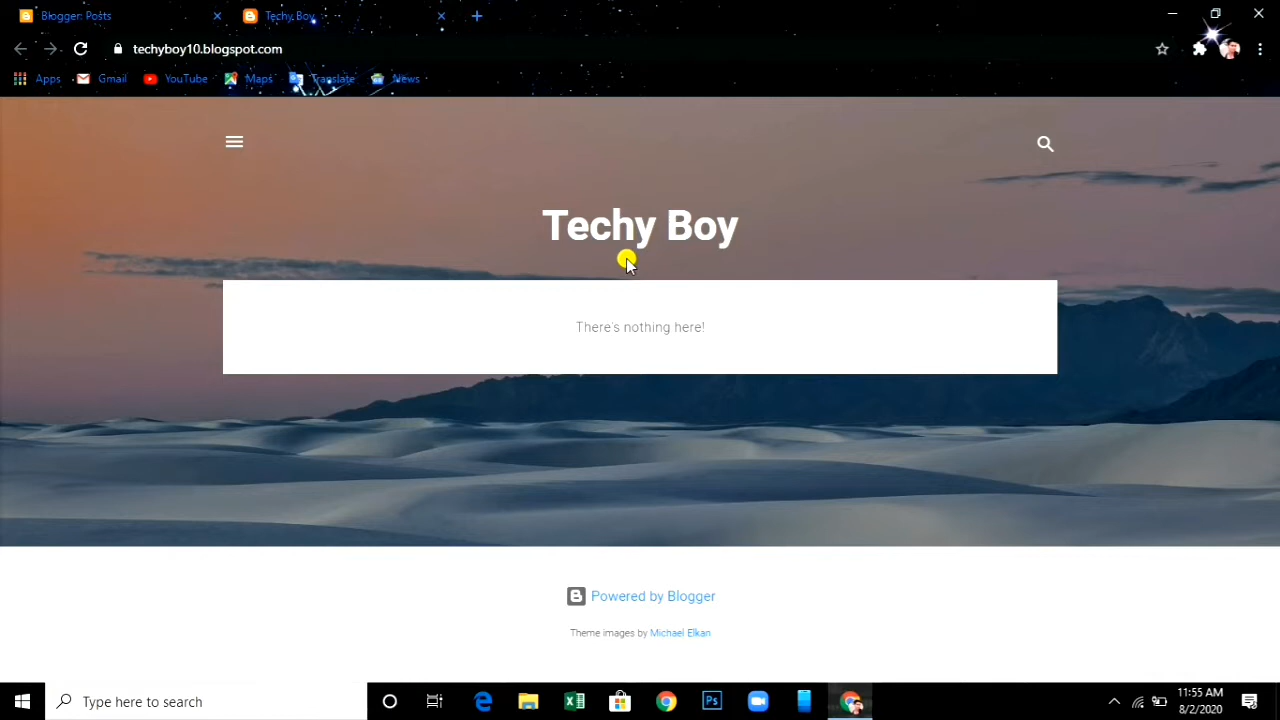 Blogger: Posts
Techy Boy
techyboy10.blogspot.com
Apps
Gmail
YouTube
Maps
Translate
News
Techy Boy
There's nothing here!
Powered by Blogger
Theme images by Michael Elkan
Type here to search
Ps
11:55 AM
8/2/2020